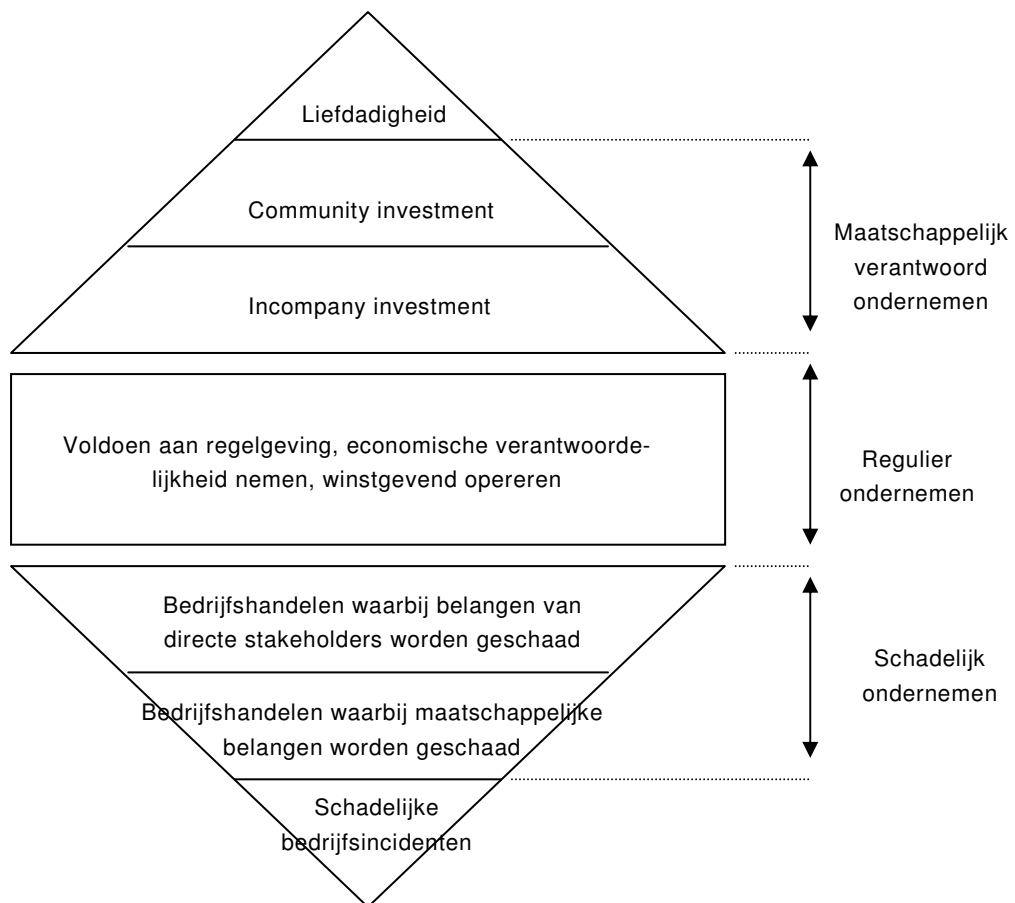 Liefdadigheid
Community investment
Incompany investment
Maatschappelijk
verantwoord
ondernemen
Voldoen aan regelgeving, economische verantwoorde-
lijkheid nemen, winstgevend opereren
Regulier
ondernemen
Bedrijfshandelen waarbij belangen van
directe stakeholders worden geschaad
Bedrijfshandelen waarbij maatschappelijke
belangen worden geschaad
Schadelijk
ondernemen
Schadelijke
bedrijfsincidenten